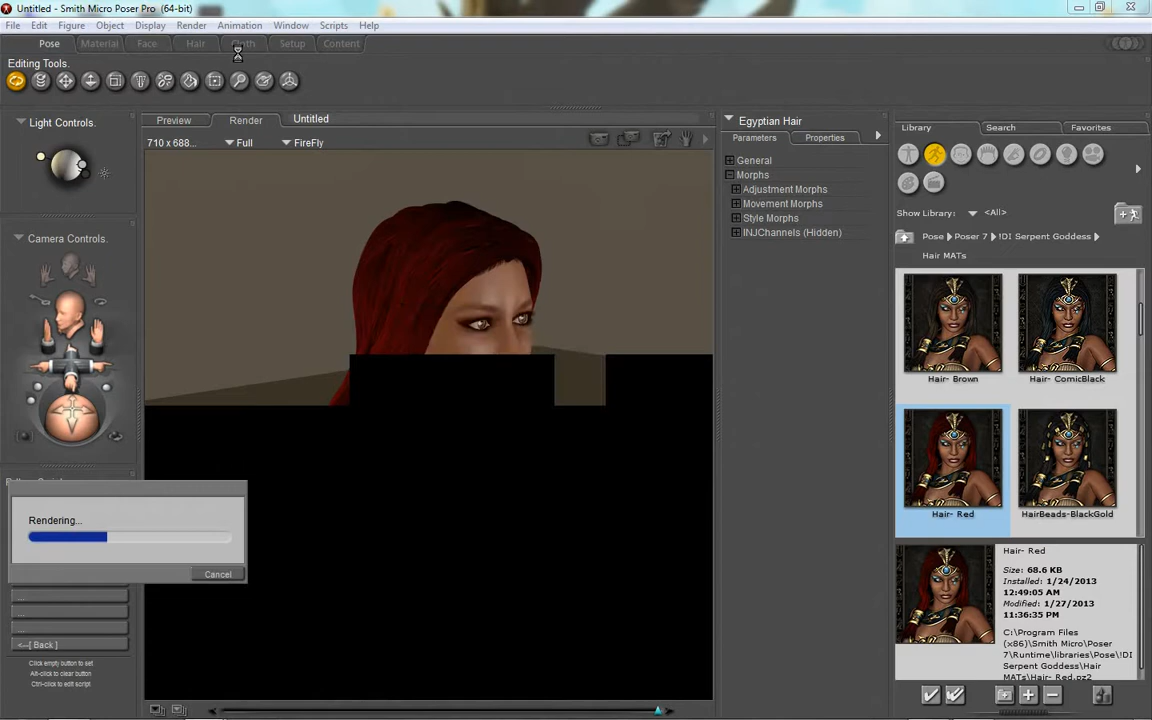 Untitled - Smith Micro Poser Pro (64-bit)
File Edit Figure Object Display Render Animation Window Scripts Help
Pose Material Face Hair Cloth Setup Content
Editing Tools.
Light Controls.
Preview Render Untitled
710 x 688... Full FireFly
Camera Controls.
Egyptian Hair
Parameters Properties
General
Morphs
Adjustment Morphs
Movement Morphs
Style Morphs
INJChannels (Hidden)
Library Search Favorites
Show Library: <All>
Pose Poser 7 !DI Serpent Goddess
Hair MATs
Hair- Brown Hair- ComicBlack
Hair- Red HairBeads-BlackGold
Hair- Red
Size: 68.6 KB
Installed: 1/24/2013
12:49:05 AM
Modified: 1/27/2013
11:36:35 PM
C:\Program Files
(x86)\Smith Micro\Poser
7\Runtime\libraries\Pose\!DI
Serpent Goddess\Hair
MATs\Hair- Red.pz2
Rendering...
Cancel
...
...
...
<--[ Back ]
Click empty button to set
Alt-click to clear button
Ctrl-click to edit script